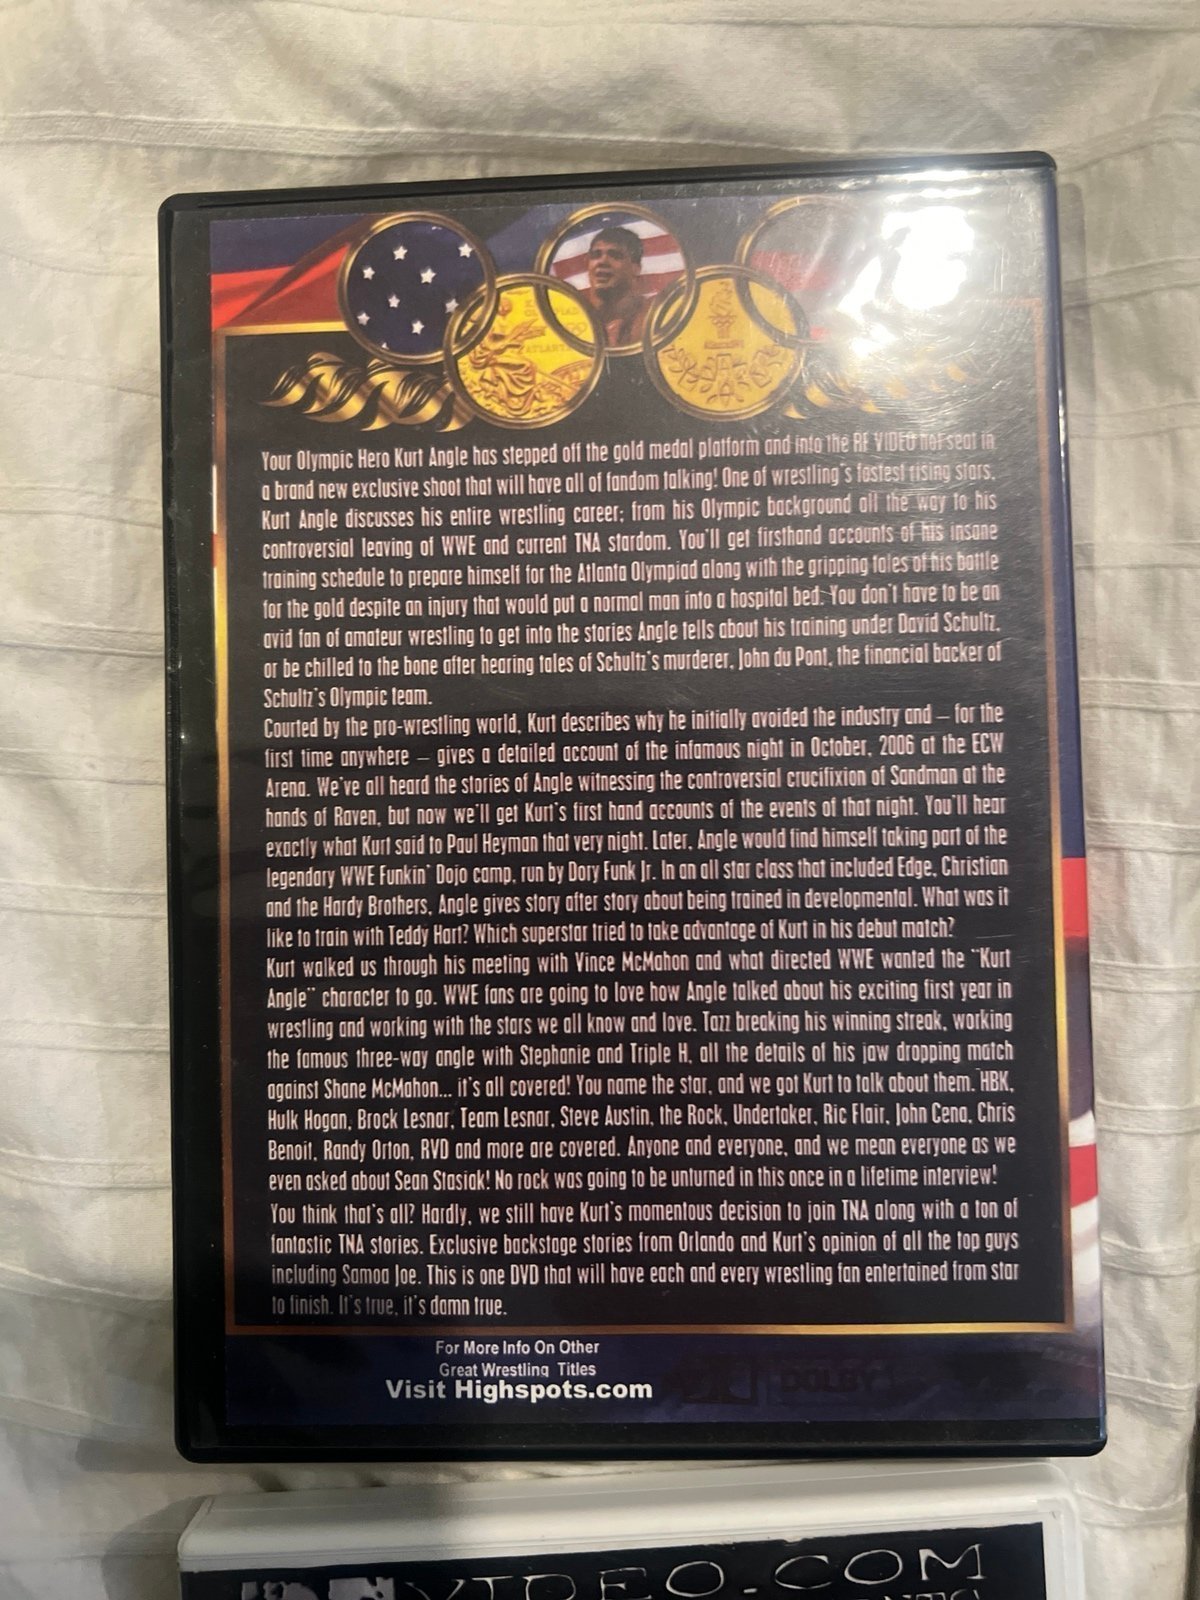 ATLANTA
Your Olympic Hero Kurt Angle has stepped off the gold medal platform and into the RF VIDEO hot seat in
a brand new exclusive shoot that will have all of fandom talking! One of wrestling's fastest rising stars,
Kurt Angle discusses his entire wrestling career; from his Olympic background all the way to his
controversial leaving of WWE and current TNA stardom. You'll get firsthand accounts of his insane
training schedule to prepare himself for the Atlanta Olympiad along with the gripping tales of his battle
for the gold despite an injury that would put a normal man into a hospital bed. You don't have to be an
avid fan of amateur wrestling to get into the stories Angle tells about his training under David Schultz,
or be chilled to the bone after hearing tales of Schultz's murderer, John du Pont, the financial backer of
Schultz's Olympic team.
Courted by the pro-wrestling world, Kurt describes why he initially avoided the industry and – for the
first time anywhere – gives a detailed account of the infamous night in October, 2006 at the ECW
Arena. We've all heard the stories of Angle witnessing the controversial crucifixion of Sandman at the
hands of Raven, but now we'll get Kurt's first hand accounts of the events of that night. You'll hear
exactly what Kurt said to Paul Heyman that very night. Later, Angle would find himself taking part of the
legendary WWE Funkin' Dojo camp, run by Dory Funk Jr. In an all star class that included Edge, Christian
and the Hardy Brothers, Angle gives story after story about being trained in developmental. What was it
like to train with Teddy Hart? Which superstar tried to take advantage of Kurt in his debut match?
Kurt walked us through his meeting with Vince McMahon and what directed WWE wanted the "Kurt
Angle" character to go. WWE fans are going to love how Angle talked about his exciting first year in
wrestling and working with the stars we all know and love. Tazz breaking his winning streak, working
the famous three-way angle with Stephanie and Triple H, all the details of his jaw dropping match
against Shane McMahon... it's all covered! You name the star, and we got Kurt to talk about them. HBK,
Hulk Hogan, Brock Lesnar, Team Lesnar, Steve Austin, the Rock, Undertaker, Ric Flair, John Cena, Chris
Benoit, Randy Orton, RVD and more are covered. Anyone and everyone, and we mean everyone as we
even asked about Sean Stasiak! No rock was going to be unturned in this once in a lifetime interview!
You think that's all? Hardly, we still have Kurt's momentous decision to join TNA along with a ton of
fantastic TNA stories. Exclusive backstage stories from Orlando and Kurt's opinion of all the top guys
including Samoa Joe. This is one DVD that will have each and every wrestling fan entertained from star
to finish. It's true, it's damn true.
For More Info On Other
Great Wrestling Titles
Visit Highspots.com
DOLBY
VIDEO.COM